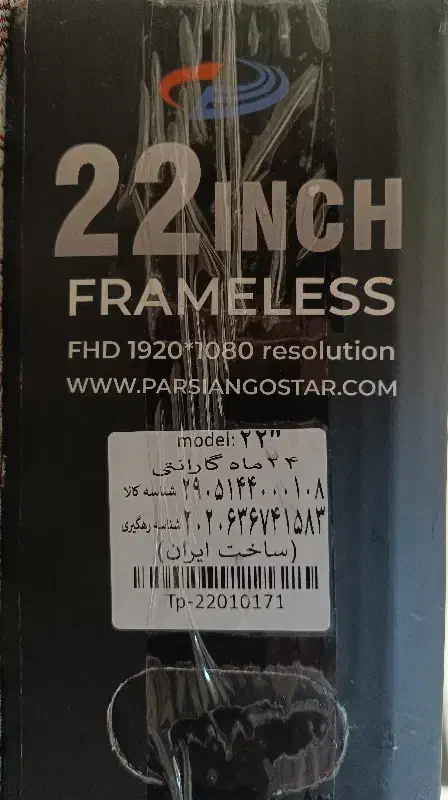 22 INCH
FRAMELESS
FHD 1920*1080 resolution
WWW.PARSIANGOSTAR.COM
model: ۲۲"
۲۴ ماه گارانتی
شناسه کالا ۲۹۰۵۱۴۴۰۰۰۱۰۸
شناسه رهگیری ۲۰۲۰۶۳۶۷۴۱۵۸۳
(ساخت ایران)
Tp-22010171